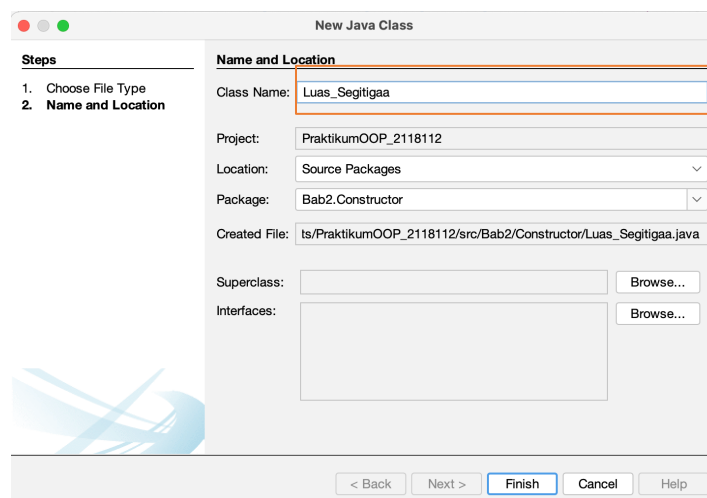 New Java Class
Steps
1. Choose File Type
2. Name and Location
Name and Location
Class Name: Luas_Segitigaa
Project: PraktikumOOP_2118112
Location: Source Packages
Package: Bab2.Constructor
Created File: ts/PraktikumOOP_2118112/src/Bab2/Constructor/Luas_Segitigaa.java
Superclass: Browse...
Interfaces: Browse...
< Back Next > Finish Cancel Help